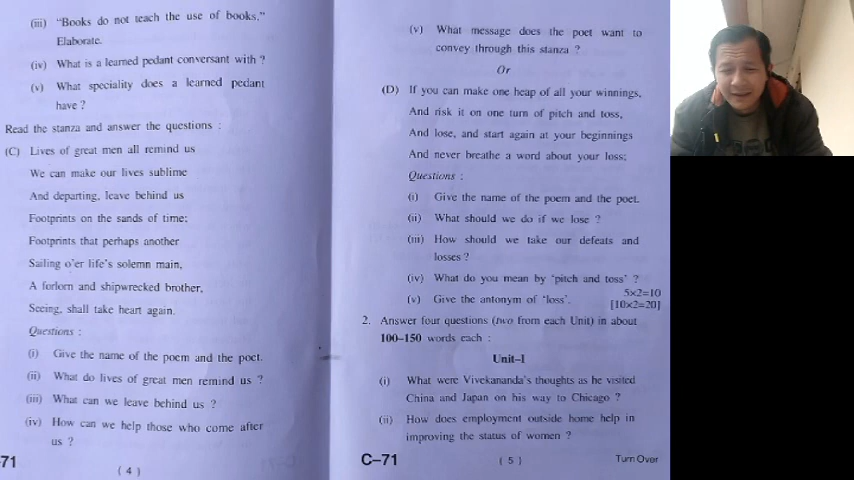 (iii) "Books do not teach the use of books."
Elaborate.
(iv) What is a learned pedant conversant with ?
(v) What speciality does a learned pedant
have ?
Read the stanza and answer the questions :
(C) Lives of great men all remind us
We can make our lives sublime
And departing, leave behind us
Footprints on the sands of time;
Footprints that perhaps another
Sailing o'er life's solemn main,
A forlorn and shipwrecked brother,
Seeing, shall take heart again.
Questions :
(i) Give the name of the poem and the poet.
(ii) What do lives of great men remind us ?
(iii) What can we leave behind us ?
(iv) How can we help those who come after
us ?
-71
( 4 )
(v) What message does the poet want to
convey through this stanza ?
Or
(D) If you can make one heap of all your winnings,
And risk it on one turn of pitch and toss,
And lose, and start again at your beginnings
And never breathe a word about your loss;
Questions :
(i) Give the name of the poem and the poet.
(ii) What should we do if we lose ?
(iii) How should we take our defeats and
losses ?
(iv) What do you mean by 'pitch and toss' ?
(v) Give the antonym of 'loss'.
5×2=10
[10×2=20]
2. Answer four questions (two from each Unit) in about
100–150 words each :
Unit–I
(i) What were Vivekananda's thoughts as he visited
China and Japan on his way to Chicago ?
(ii) How does employment outside home help in
improving the status of women ?
C–71
( 5 )
Turn Over